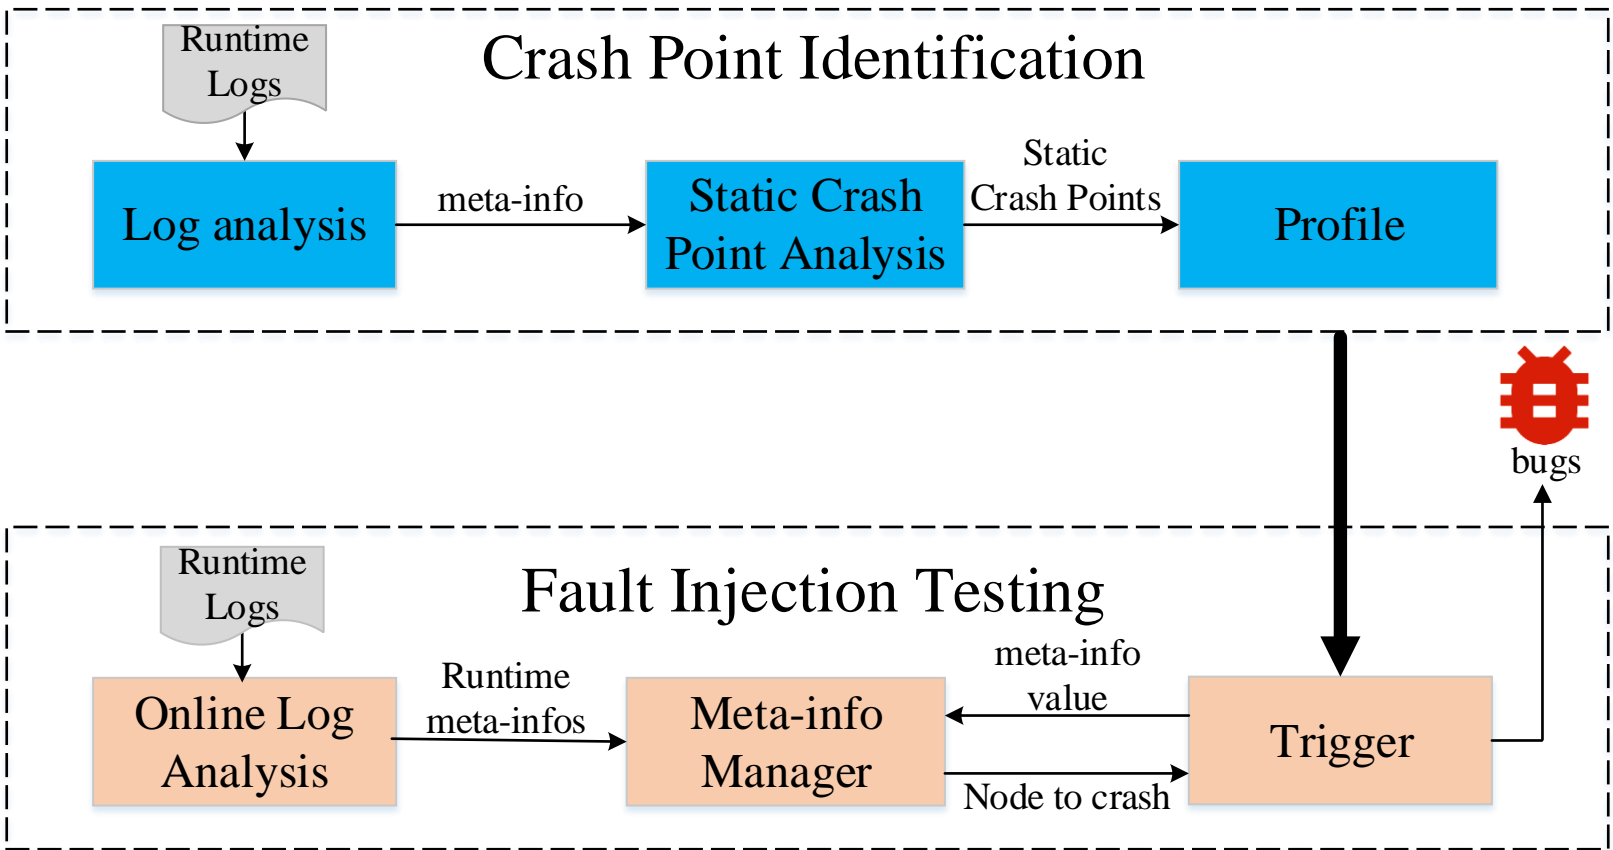 Runtime
Logs
Crash Point Identification
Log analysis
meta-info
Static Crash
Point Analysis
Static
Crash Points
Profile
bugs
Runtime
Logs
Fault Injection Testing
Online Log
Analysis
Runtime
meta-infos
Meta-info
Manager
meta-info
value
Node to crash
Trigger